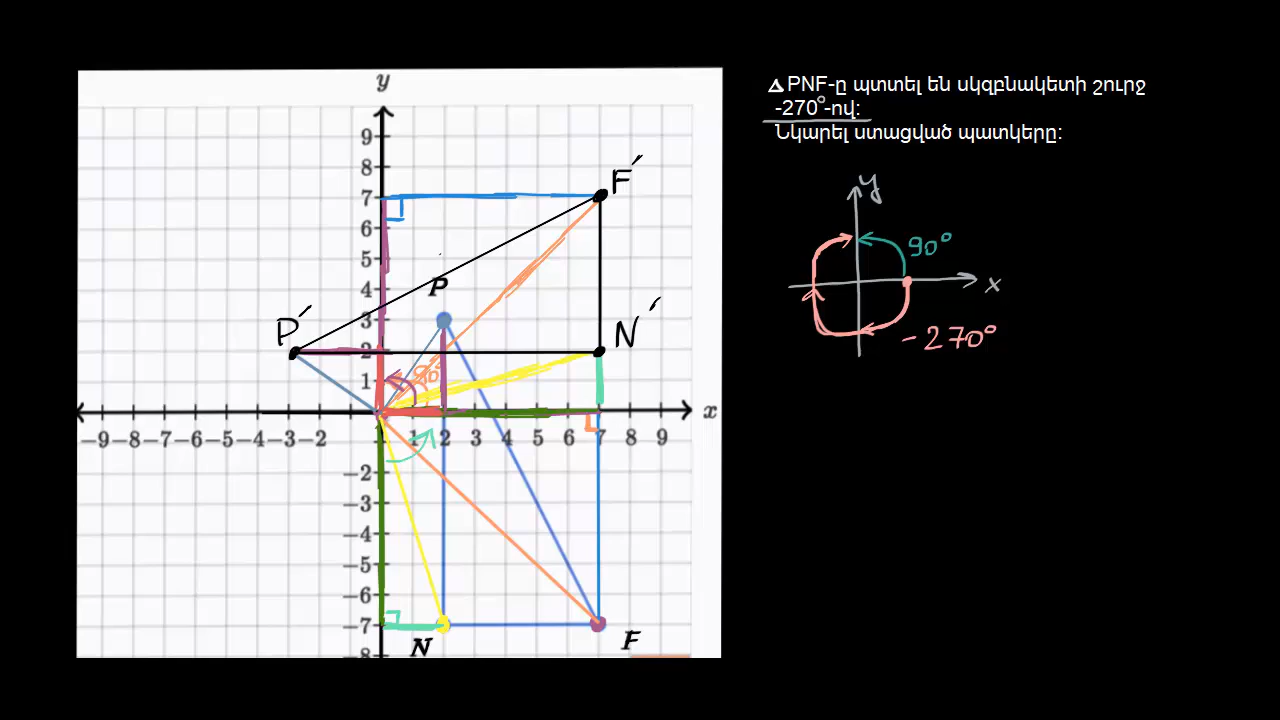 △PNF-ը պտտել են սկզբնակետի շուրջ
-270°-ով:
Նկարել ստացված պատկերը:
y
9
8
7
6
5
4
3
2
1
-9 -8 -7 -6 -5 -4 -3 -2 1 2 3 4 5 6 7 8 9 x
-2
-3
-4
-5
-6
-7
-8
F′
P
P′
N′
90°
N
F
y
90°
x
-270°